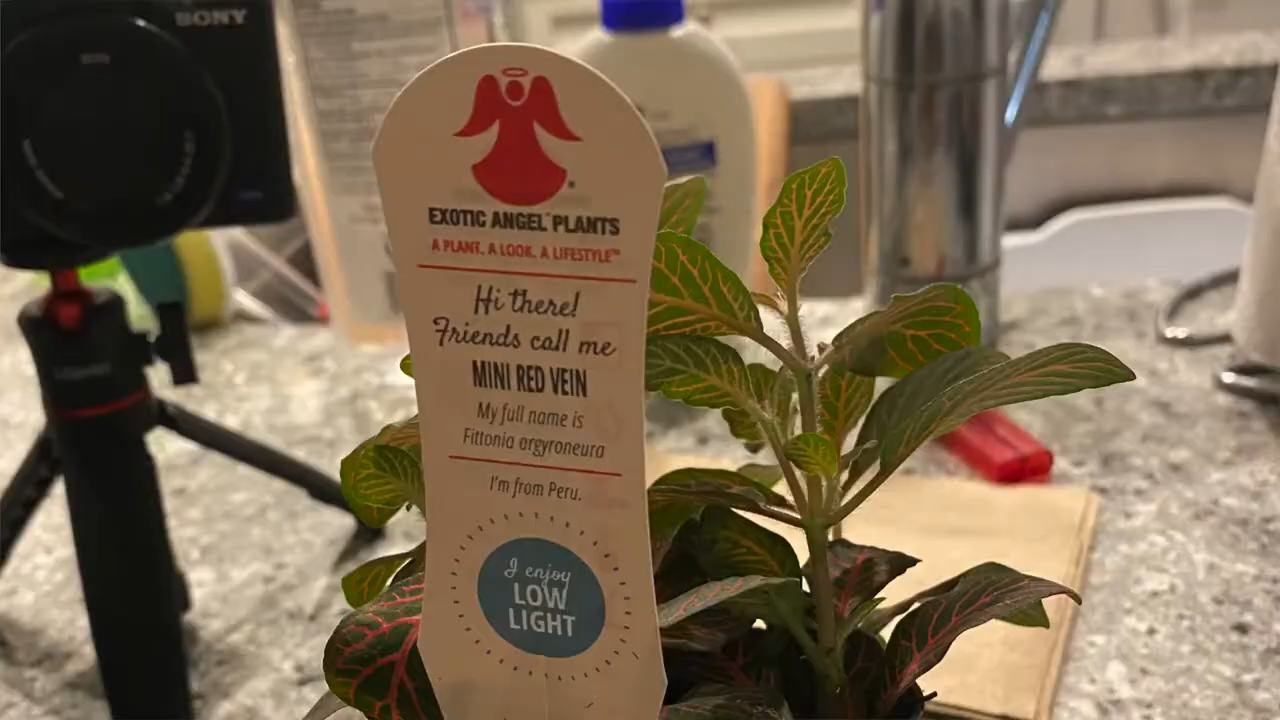 SONY
EXOTIC ANGEL PLANTS
A PLANT. A LOOK. A LIFESTYLE™
Hi there!
Friends call me
MINI RED VEIN
My full name is
Fittonia argyroneura
I'm from Peru.
I enjoy
LOW
LIGHT